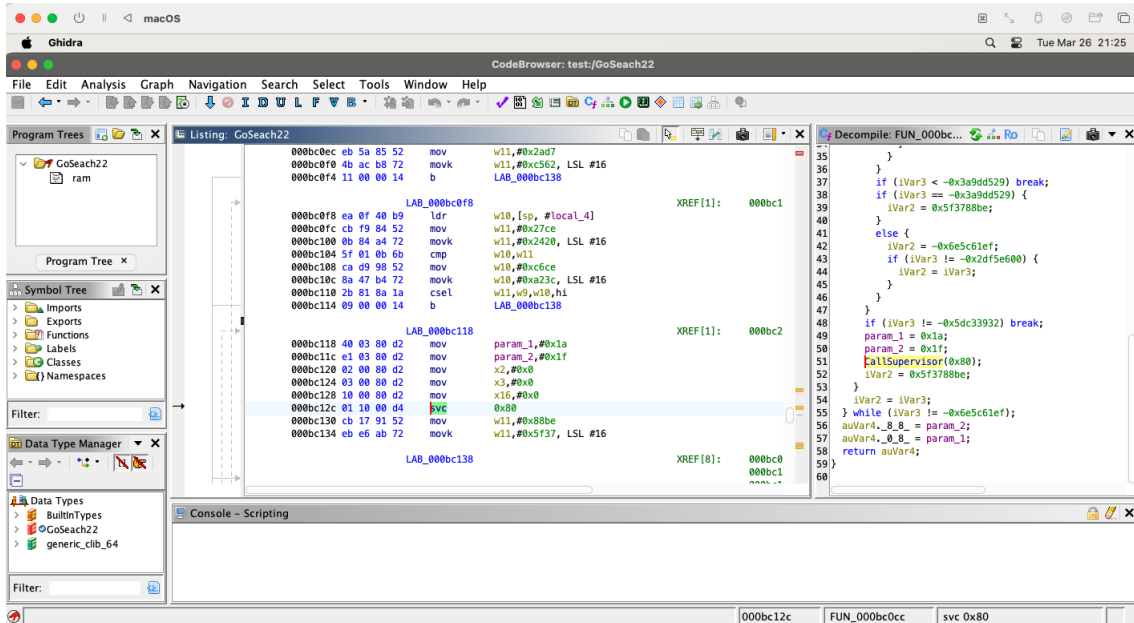 macOS
Ghidra
Tue Mar 26 21:25
CodeBrowser: test:/GoSeach22
File Edit Analysis Graph Navigation Search Select Tools Window Help
I D U L F V B
Program Trees
GoSeach22
ram
Program Tree ×
Symbol Tree
Imports
Exports
Functions
Labels
Classes
Namespaces
Filter:
Data Type Manager
Data Types
BuiltInTypes
GoSeach22
generic_clib_64
Filter:
Listing: GoSeach22
000bc0ec eb 5a 85 52 mov w11,#0x2ad7
000bc0f0 4b ac b8 72 movk w11,#0xc562, LSL #16
000bc0f4 11 00 00 14 b LAB_000bc138
LAB_000bc0f8 XREF[1]: 000bc1
000bc0f8 ea 0f 40 b9 ldr w10,[sp, #local_4]
000bc0fc cb f9 84 52 mov w11,#0x27ce
000bc100 0b 84 a4 72 movk w11,#0x2420, LSL #16
000bc104 5f 01 0b 6b cmp w10,w11
000bc108 ca d9 98 52 mov w10,#0xc6ce
000bc10c 8a 47 b4 72 movk w10,#0xa23c, LSL #16
000bc110 2b 81 8a 1a csel w11,w9,w10,hi
000bc114 09 00 00 14 b LAB_000bc138
LAB_000bc118 XREF[1]: 000bc2
000bc118 40 03 80 d2 mov param_1,#0x1a
000bc11c e1 03 80 d2 mov param_2,#0x1f
000bc120 02 00 80 d2 mov x2,#0x0
000bc124 03 00 80 d2 mov x3,#0x0
000bc128 10 00 80 d2 mov x16,#0x0
000bc12c 01 10 00 d4 svc 0x80
000bc130 cb 17 91 52 mov w11,#0x88be
000bc134 eb e6 ab 72 movk w11,#0x5f37, LSL #16
LAB_000bc138 XREF[8]: 000bc0
000bc1
Decompile: FUN_000bc...
Ro
35 }
36 }
37 if (iVar3 < -0x3a9dd529) break;
38 if (iVar3 == -0x3a9dd529) {
39 iVar2 = 0x5f3788be;
40 }
41 else {
42 iVar2 = -0x6e5c61ef;
43 if (iVar3 != -0x2df5e600) {
44 iVar2 = iVar3;
45 }
46 }
47 }
48 if (iVar3 != -0x5dc33932) break;
49 param_1 = 0x1a;
50 param_2 = 0x1f;
51 CallSupervisor(0x80);
52 iVar2 = 0x5f3788be;
53 }
54 iVar2 = iVar3;
55 } while (iVar3 != -0x6e5c61ef);
56 auVar4._8_8_ = param_2;
57 auVar4._0_8_ = param_1;
58 return auVar4;
59 }
60
Console - Scripting
000bc12c FUN_000bc0cc svc 0x80